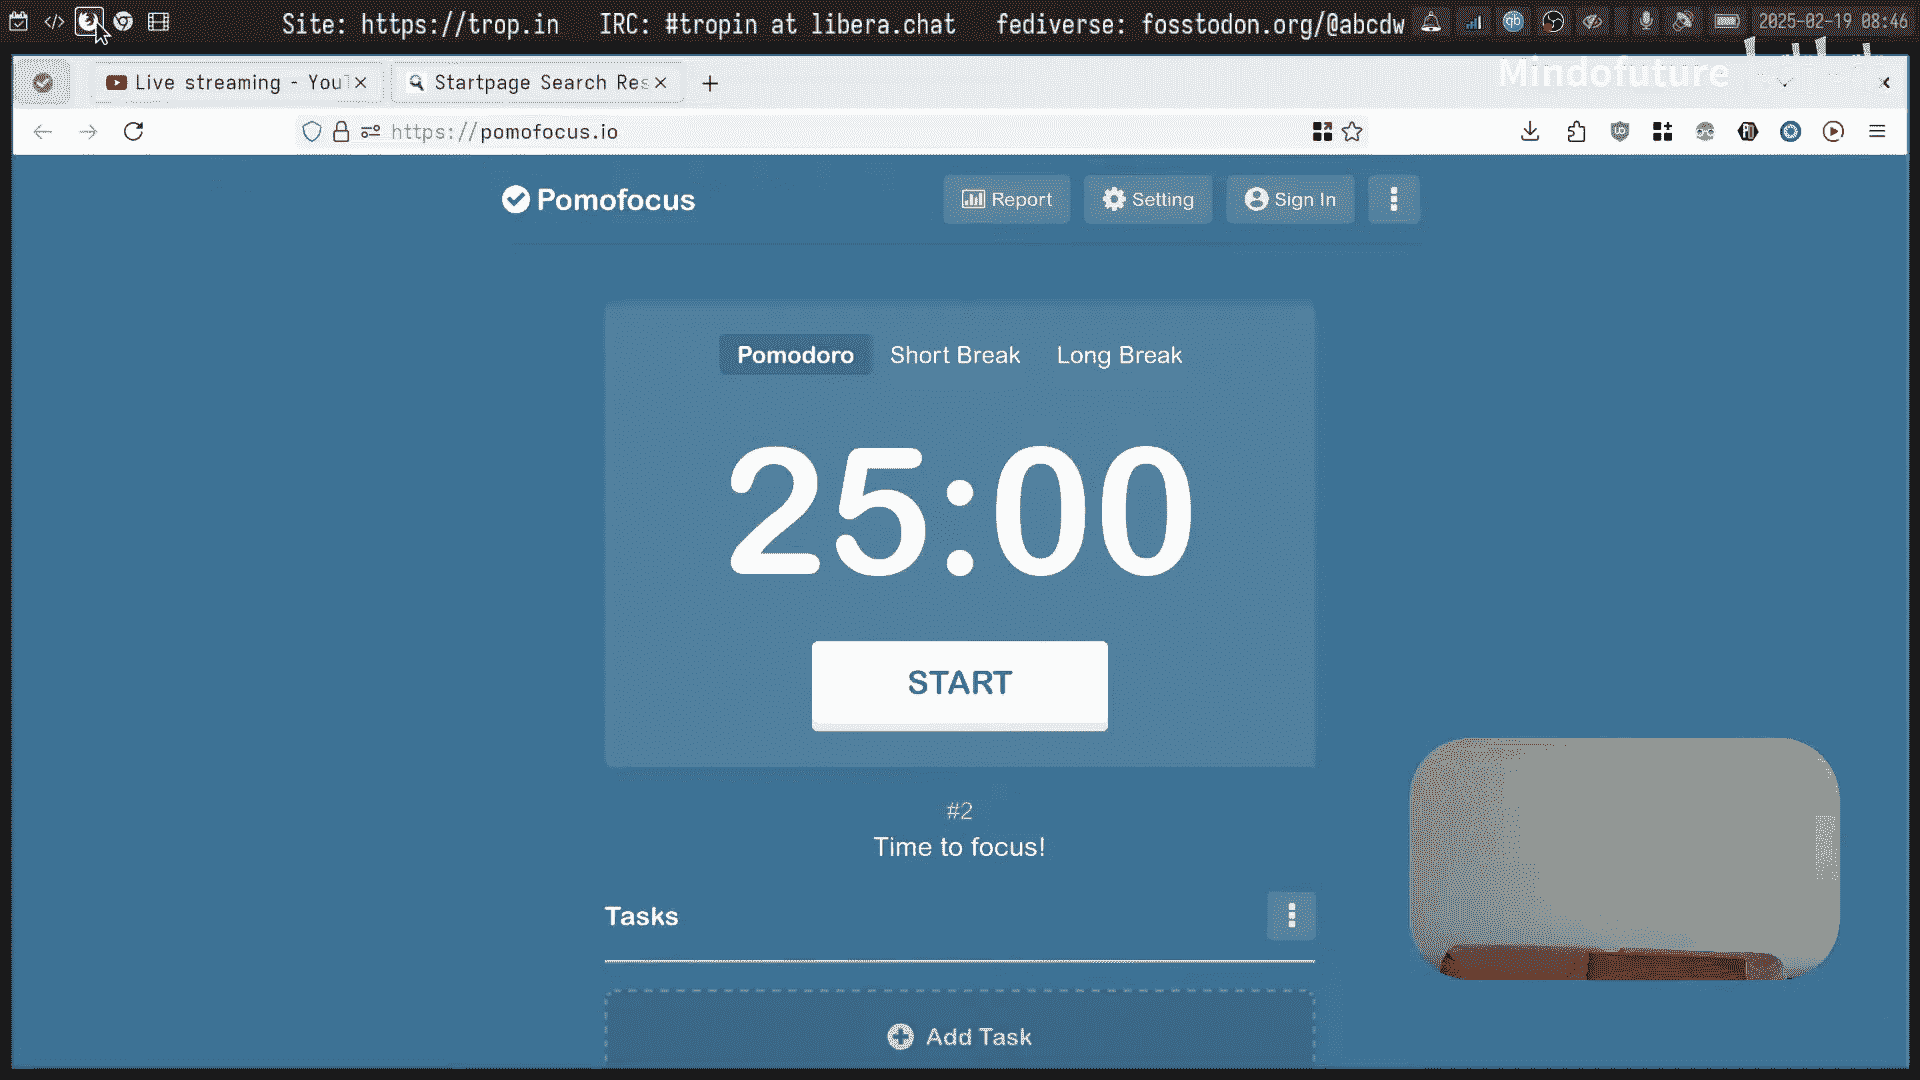 Site: https://trop.in IRC: #tropin at libera.chat fediverse: fosstodon.org/@abcdw 2025-02-19 08:46
Live streaming - You
Startpage Search Res
Mindofuture
https://pomofocus.io
Pomofocus
Report
Setting
Sign In
Pomodoro
Short Break
Long Break
25:00
START
#2
Time to focus!
Tasks
Add Task